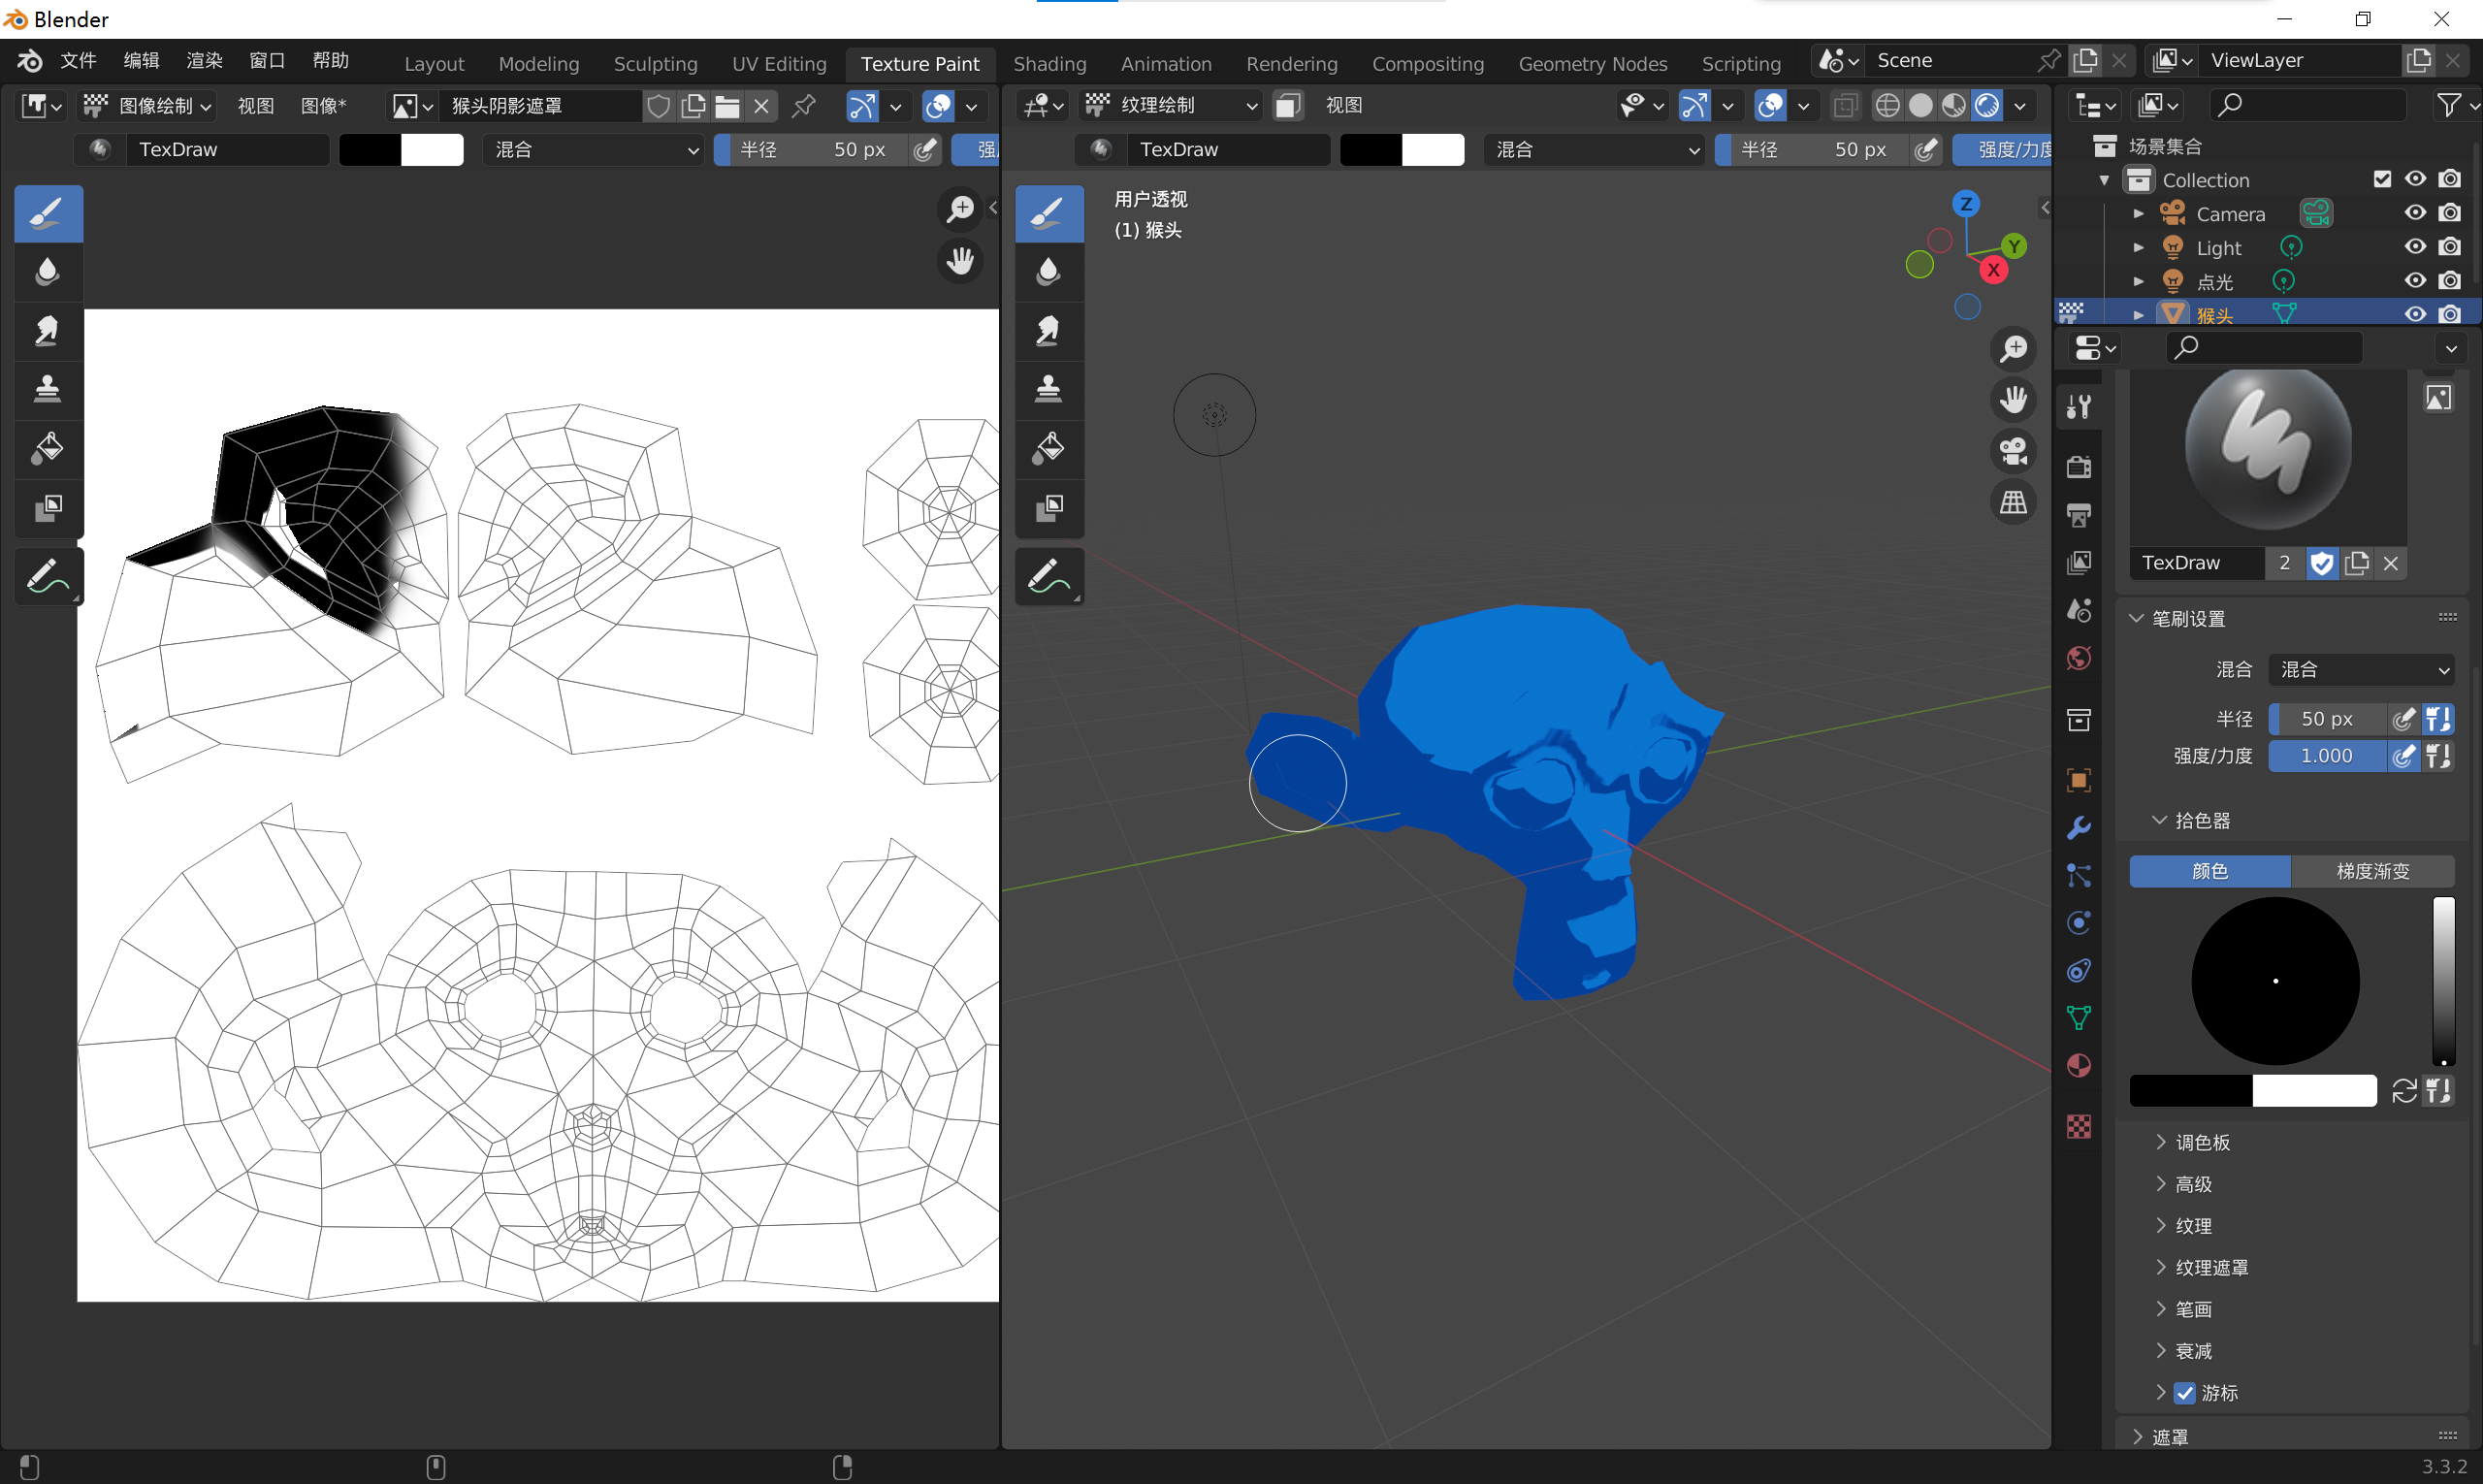 Blender
文件 编辑 渲染 窗口 帮助 Layout Modeling Sculpting UV Editing Texture Paint Shading Animation Rendering Compositing Geometry Nodes Scripting Scene ViewLayer
图像绘制 视图 图像* 猴头阴影遮罩 纹理绘制 视图
TexDraw 混合 半径 50 px 强 TexDraw 混合 半径 50 px 强度/力度
用户透视
(1) 猴头
Z
Y
X
场景集合
Collection
Camera
Light
点光
猴头
TexDraw 2
笔刷设置
混合 混合
半径 50 px
强度/力度 1.000
拾色器
颜色 梯度渐变
调色板
高级
纹理
纹理遮罩
笔画
衰减
游标
遮罩
3.3.2